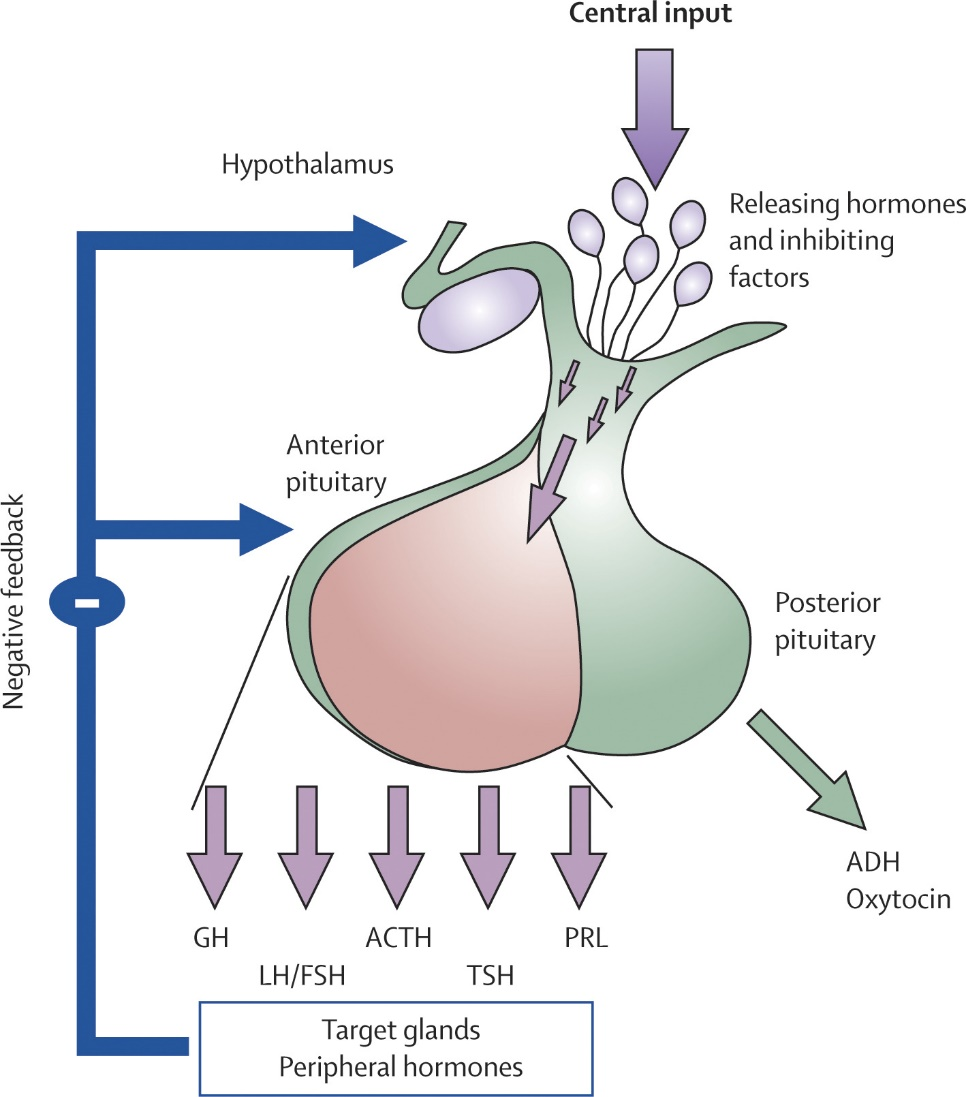 Central input
Hypothalamus
Releasing hormones
and inhibiting
factors
Anterior
pituitary
Negative feedback
Posterior
pituitary
ADH
Oxytocin
GH
ACTH
PRL
LH/FSH
TSH
Target glands
Peripheral hormones